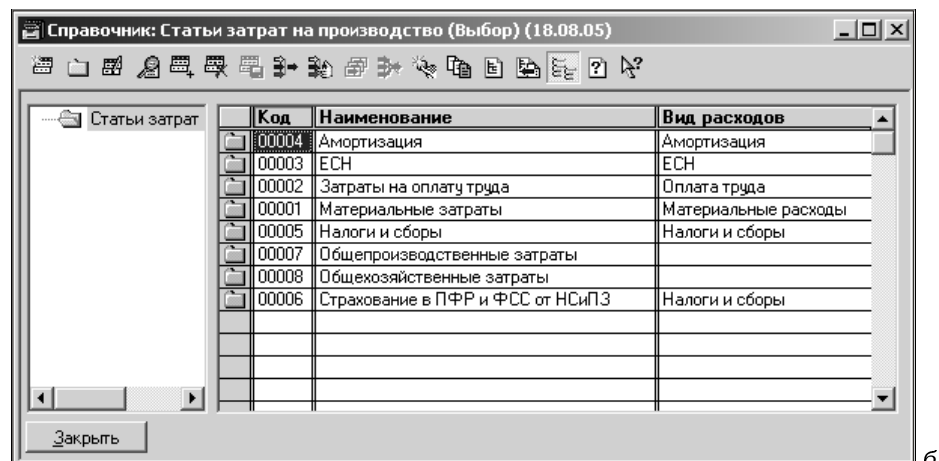 Справочник: Статьи затрат на производство (Выбор) (18.08.05)
Статьи затрат
Код Наименование Вид расходов
00004 Амортизация Амортизация
00003 ЕСН ЕСН
00002 Затраты на оплату труда Оплата труда
00001 Материальные затраты Материальные расходы
00005 Налоги и сборы Налоги и сборы
00007 Общепроизводственные затраты
00008 Общехозяйственные затраты
00006 Страхование в ПФР и ФСС от НСиПЗ Налоги и сборы
Закрыть
б